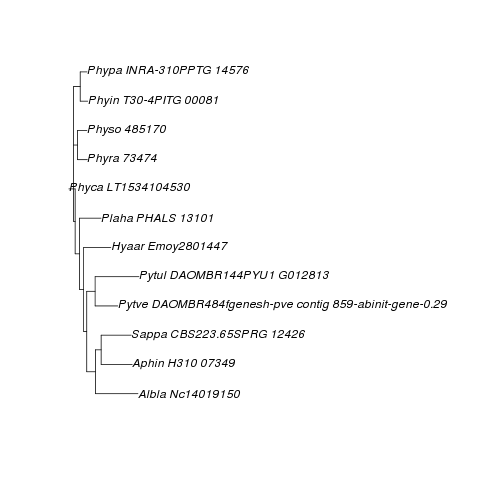 Phypa INRA-310PPTG 14576
Phyin T30-4PITG 00081
Physo 485170
Phyra 73474
Phyca LT1534104530
Plaha PHALS 13101
Hyaar Emoy2801447
Pytul DAOMBR144PYU1 G012813
Pytve DAOMBR484fgenesh-pve contig 859-abinit-gene-0.29
Sappa CBS223.65SPRG 12426
Aphin H310 07349
Albla Nc14019150